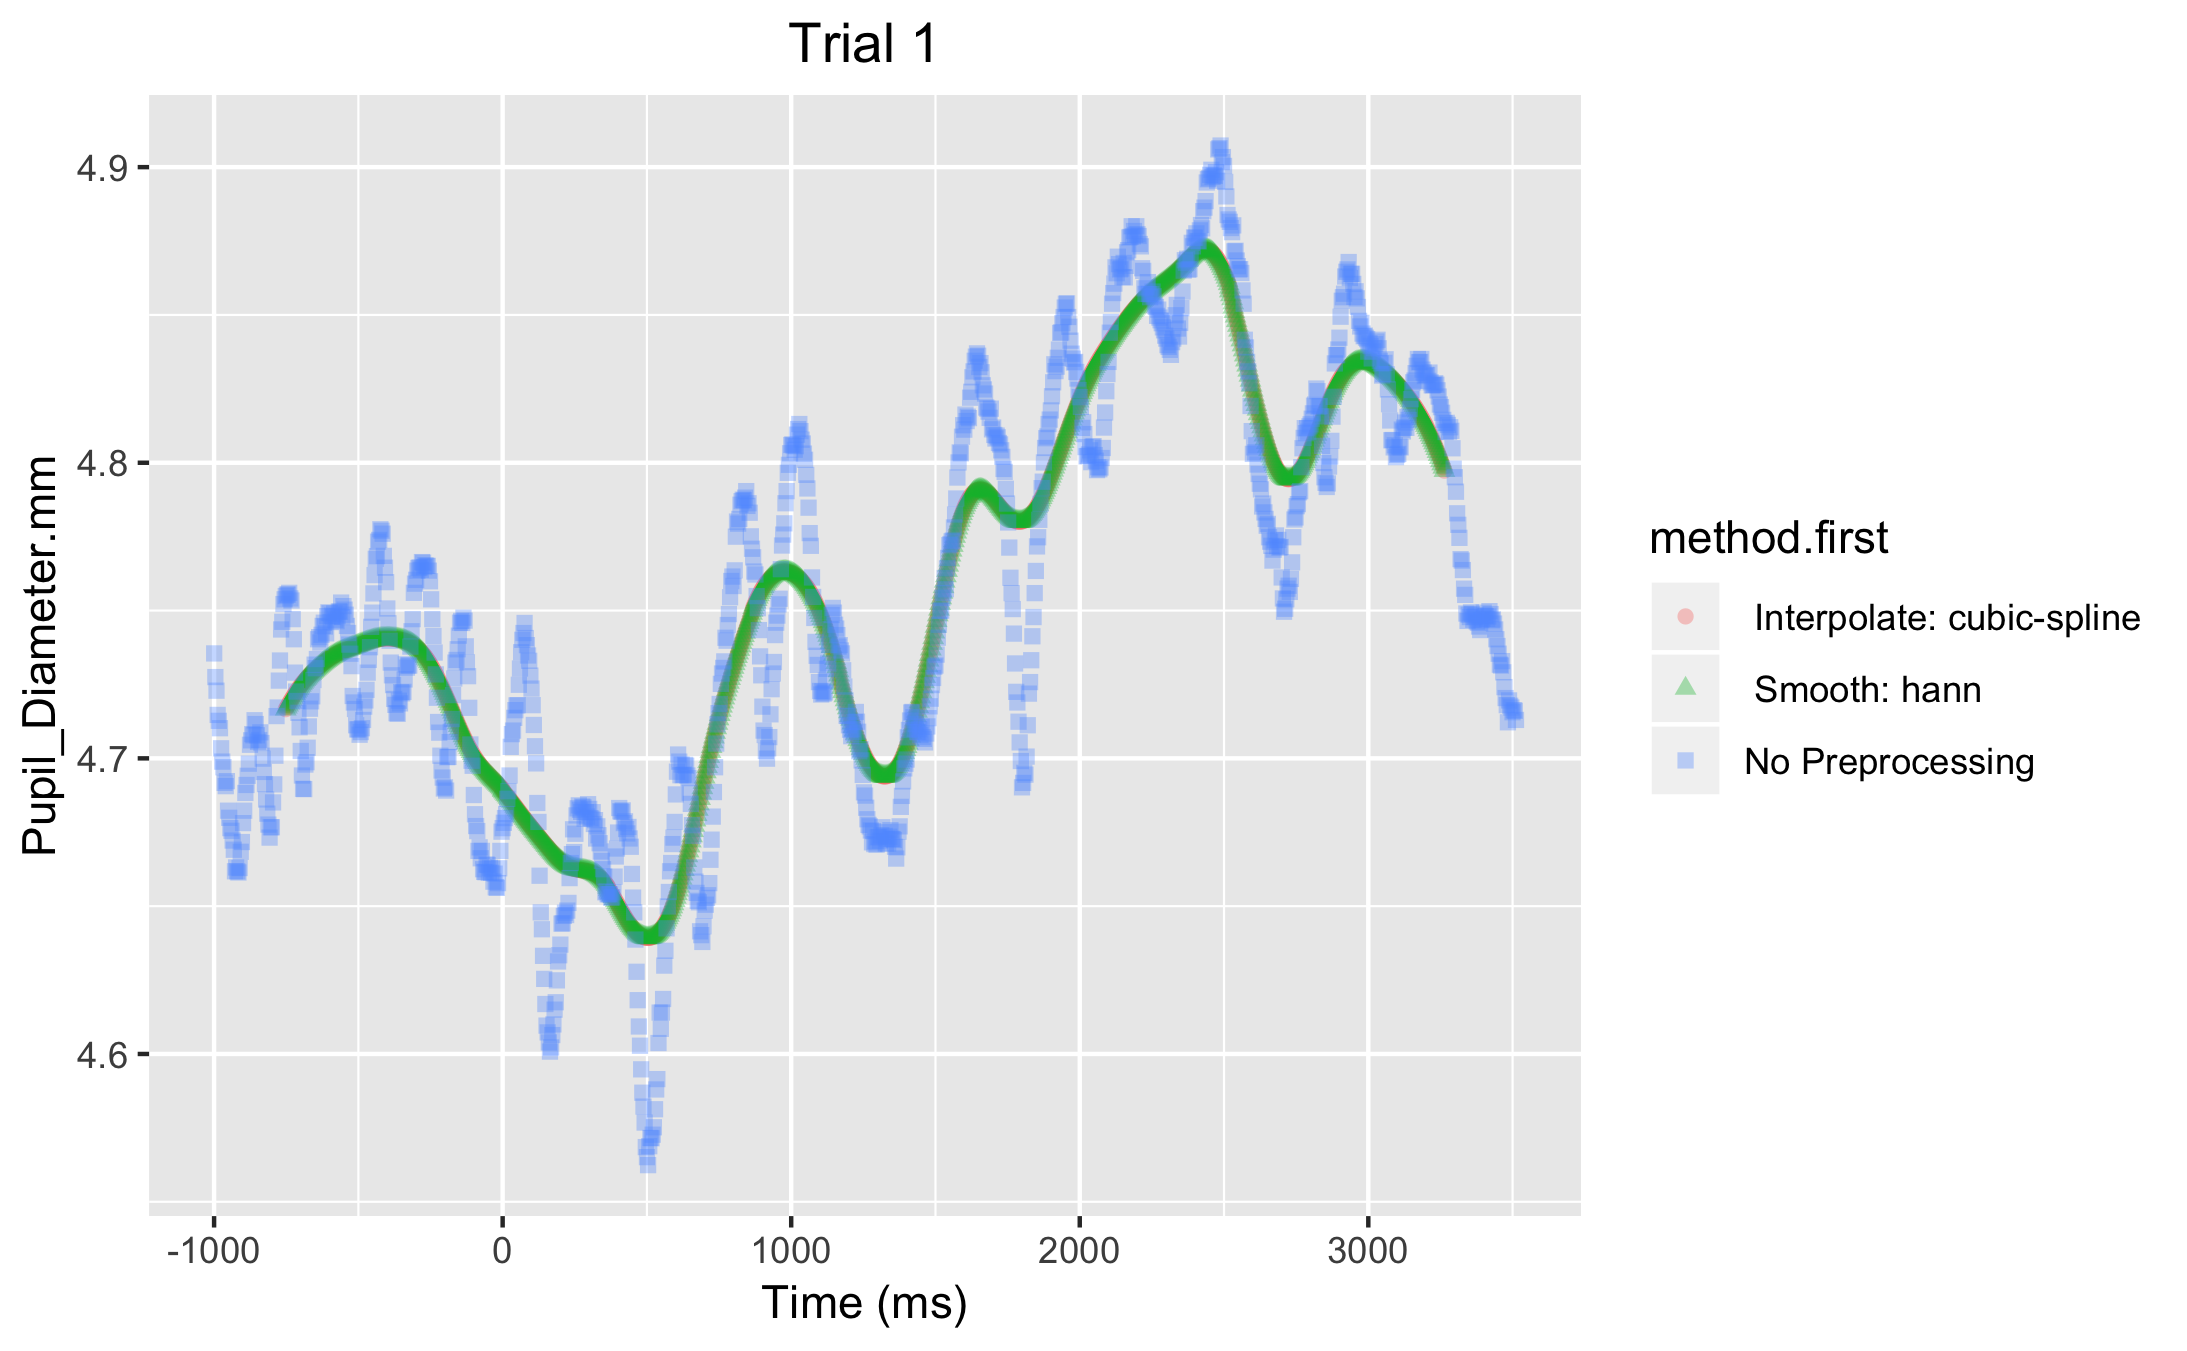 Trial 1
4.9
4.8
4.7
4.6
Pupil_Diameter.mm
-1000 0 1000 2000 3000
Time (ms)
method.first
Interpolate: cubic-spline
Smooth: hann
No Preprocessing